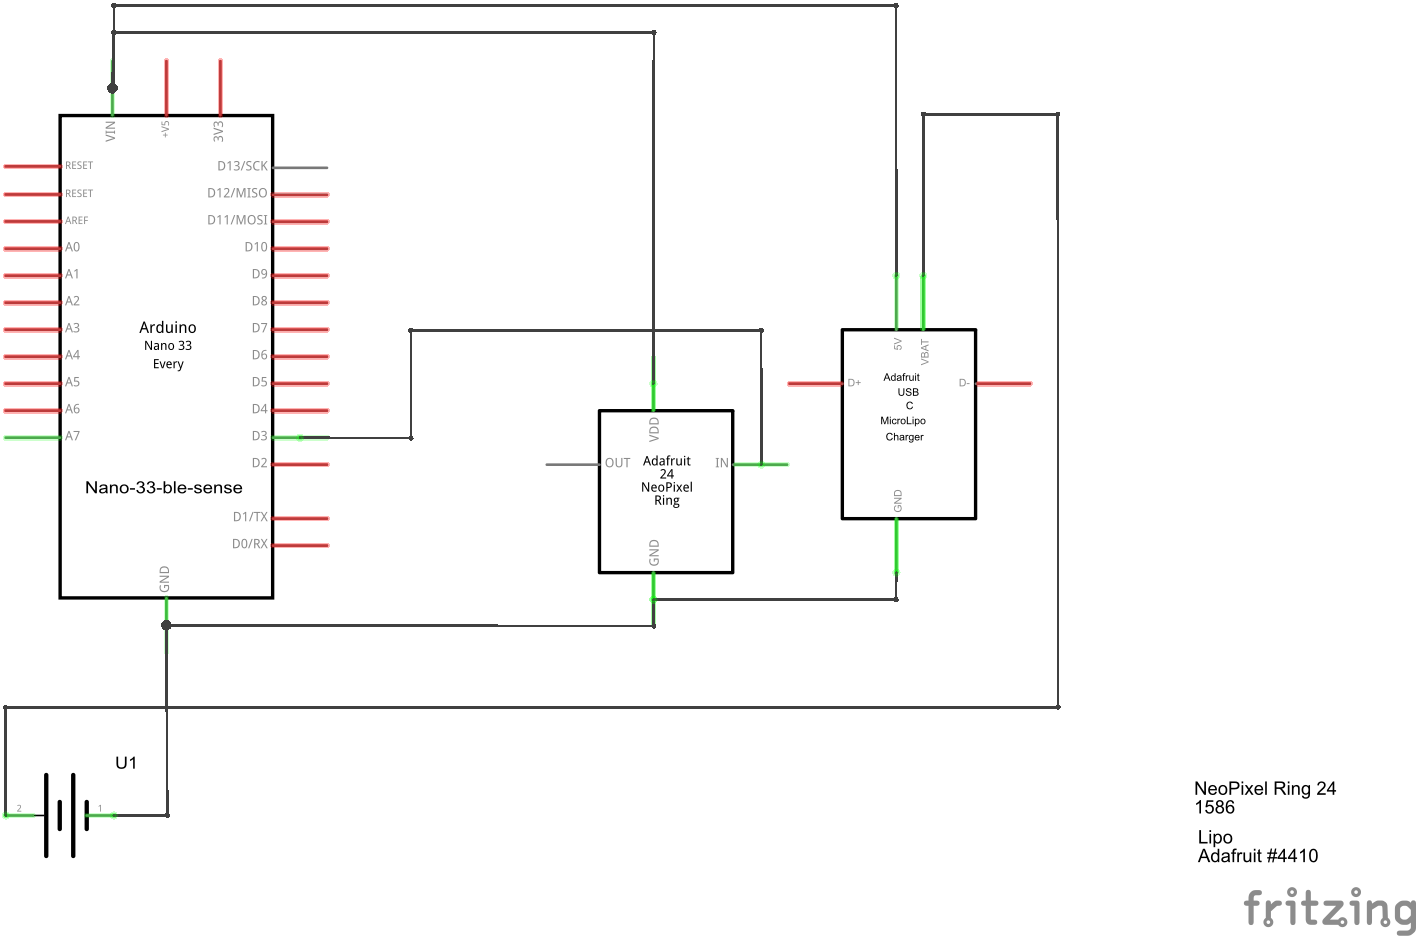 VIN
+V5
3V3
RESET
D13/SCK
RESET
D12/MISO
AREF
D11/MOSI
A0
D10
A1
D9
A2
D8
A3
D7
A4
D6
A5
D5
A6
D4
A7
D3
D2
D1/TX
D0/RX
GND
Arduino
Nano 33
Every
Nano-33-ble-sense
VDD
OUT
IN
Adafruit
24
NeoPixel
Ring
GND
5V
VBAT
D+
D-
Adafruit
USB
C
MicroLipo
Charger
GND
U1
2
1
NeoPixel Ring 24
1586
Lipo
Adafruit #4410
fritzing